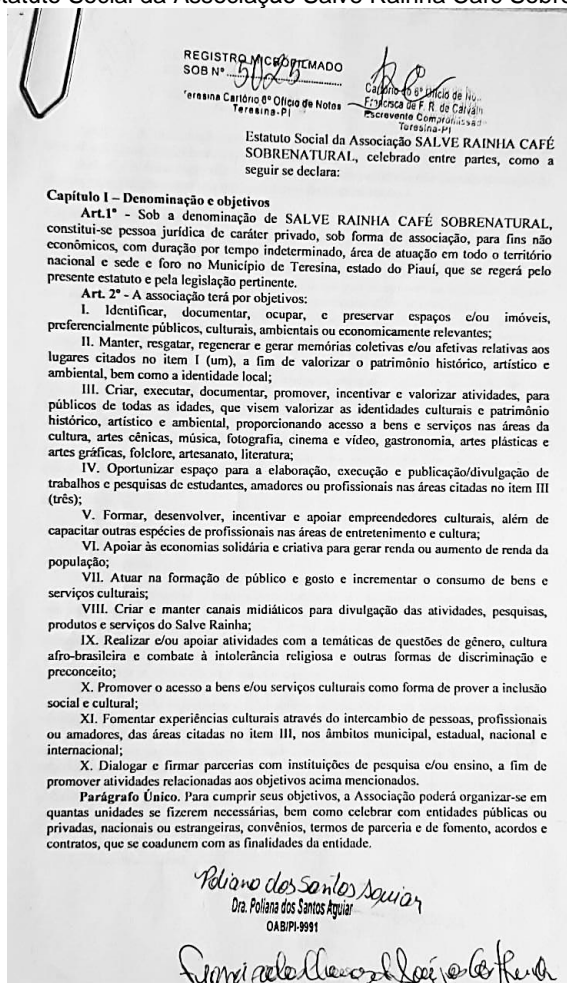 tatuto Social da Associação Salve Rainha Café Sobre
REGISTRO MICROFILMADO
SOB Nº 5025
Teresina Cartório 6º Ofício de Notas
Teresina-PI
Cartório do 6º Ofício de No..
Francisca de F. R. de Carvalh
Escrevente Compromissad
Teresina-PI
Estatuto Social da Associação SALVE RAINHA CAFÉ
SOBRENATURAL, celebrado entre partes, como a
seguir se declara:
Capítulo I – Denominação e objetivos
Art.1º - Sob a denominação de SALVE RAINHA CAFÉ SOBRENATURAL,
constitui-se pessoa jurídica de caráter privado, sob forma de associação, para fins não
econômicos, com duração por tempo indeterminado, área de atuação em todo o território
nacional e sede e foro no Município de Teresina, estado do Piauí, que se regerá pelo
presente estatuto e pela legislação pertinente.
Art. 2º - A associação terá por objetivos:
I. Identificar, documentar, ocupar, e preservar espaços e/ou imóveis,
preferencialmente públicos, culturais, ambientais ou economicamente relevantes;
II. Manter, resgatar, regenerar e gerar memórias coletivas e/ou afetivas relativas aos
lugares citados no item I (um), a fim de valorizar o patrimônio histórico, artístico e
ambiental, bem como a identidade local;
III. Criar, executar, documentar, promover, incentivar e valorizar atividades, para
públicos de todas as idades, que visem valorizar as identidades culturais e patrimônio
histórico, artístico e ambiental, proporcionando acesso a bens e serviços nas áreas da
cultura, artes cênicas, música, fotografia, cinema e vídeo, gastronomia, artes plásticas e
artes gráficas, folclore, artesanato, literatura;
IV. Oportunizar espaço para a elaboração, execução e publicação/divulgação de
trabalhos e pesquisas de estudantes, amadores ou profissionais nas áreas citadas no item III
(três);
V. Formar, desenvolver, incentivar e apoiar empreendedores culturais, além de
capacitar outras espécies de profissionais nas áreas de entretenimento e cultura;
VI. Apoiar às economias solidária e criativa para gerar renda ou aumento de renda da
população;
VII. Atuar na formação de público e gosto e incrementar o consumo de bens e
serviços culturais;
VIII. Criar e manter canais midiáticos para divulgação das atividades, pesquisas,
produtos e serviços do Salve Rainha;
IX. Realizar e/ou apoiar atividades com a temáticas de questões de gênero, cultura
afro-brasileira e combate à intolerância religiosa e outras formas de discriminação e
preconceito;
X. Promover o acesso a bens e/ou serviços culturais como forma de prover a inclusão
social e cultural;
XI. Fomentar experiências culturais através do intercambio de pessoas, profissionais
ou amadores, das áreas citadas no item III, nos âmbitos municipal, estadual, nacional e
internacional;
X. Dialogar e firmar parcerias com instituições de pesquisa e/ou ensino, a fim de
promover atividades relacionadas aos objetivos acima mencionados.
Parágrafo Único. Para cumprir seus objetivos, a Associação poderá organizar-se em
quantas unidades se fizerem necessárias, bem como celebrar com entidades públicas ou
privadas, nacionais ou estrangeiras, convênios, termos de parceria e de fomento, acordos e
contratos, que se coadunem com as finalidades da entidade.
Poliana dos Santos Aguiar
Dra. Poliana dos Santos Aguiar
OAB/PI-9991